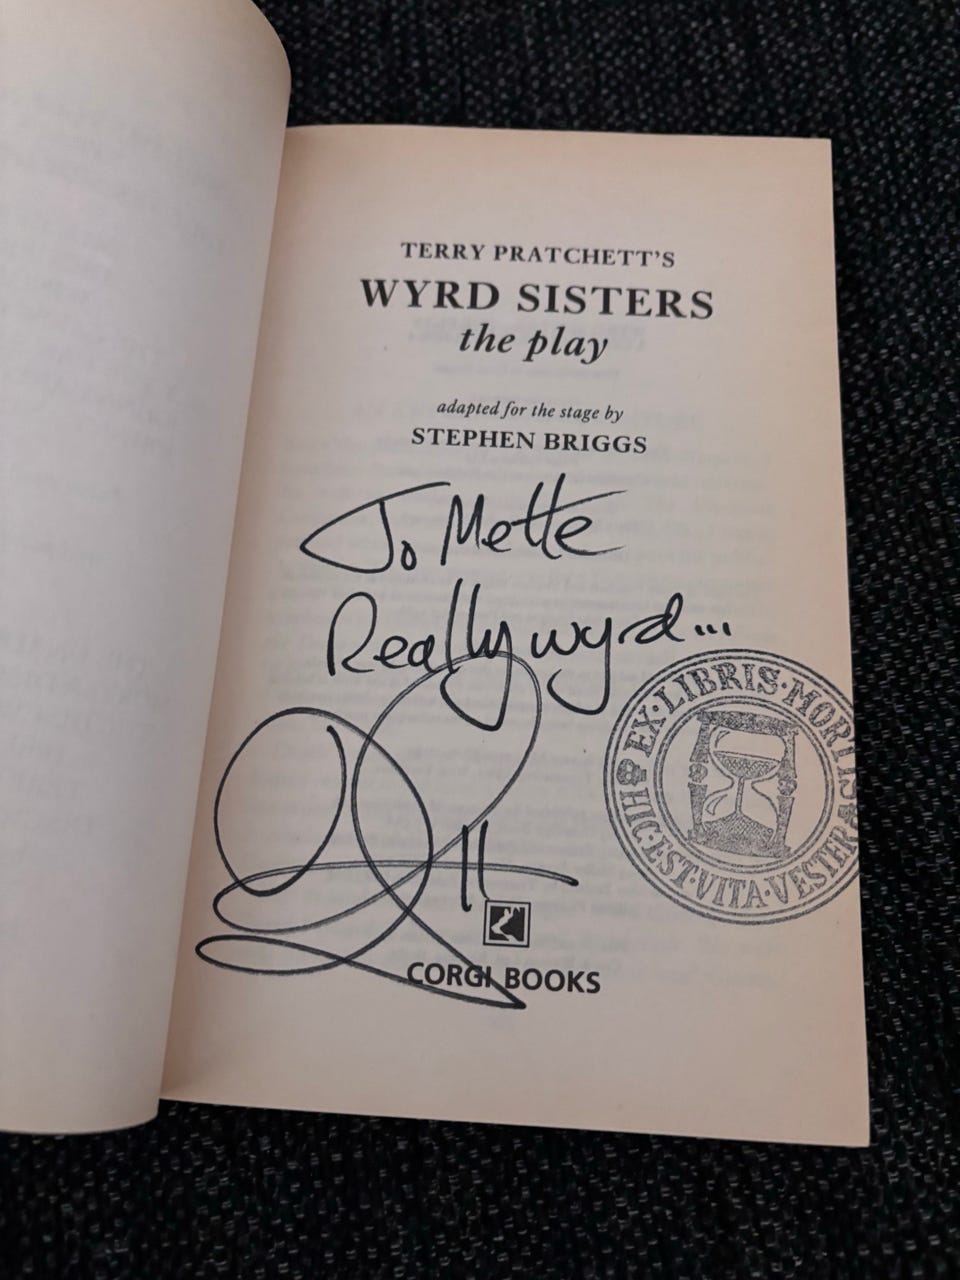 TERRY PRATCHETT'S
WYRD SISTERS
the play
adapted for the stage by
STEPHEN BRIGGS
To Mette
Really wyrd...
EX·LIBRIS·MORTIS
HIC·EST·VITA·VESTER
CORGI BOOKS